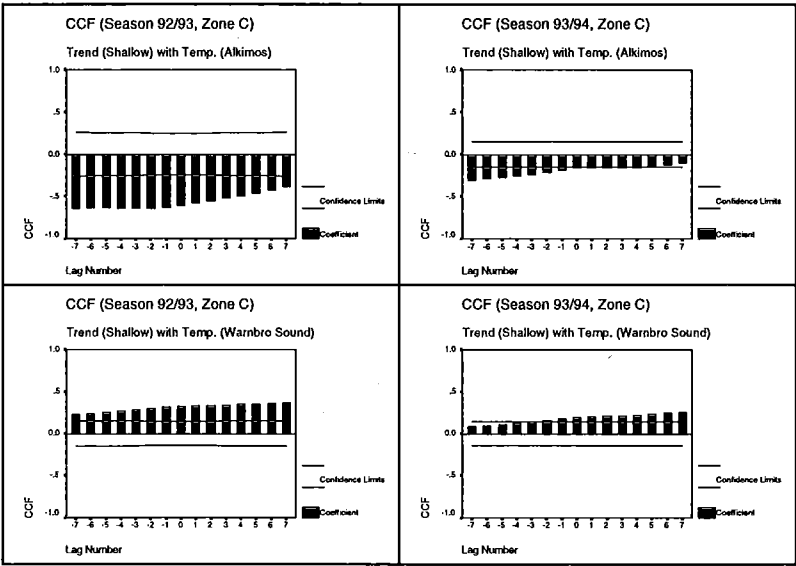 CCF (Season 92/93, Zone C)
Trend (Shallow) with Temp. (Alkimos)
1.0
.5
0.0
-.5
-1.0
CCF
-7 -6 -5 -4 -3 -2 -1 0 1 2 3 4 5 6 7
Lag Number
Confidence Limits
Coefficient
CCF (Season 93/94, Zone C)
Trend (Shallow) with Temp. (Alkimos)
1.0
.5
0.0
-.5
-1.0
CCF
-7 -6 -5 -4 -3 -2 -1 0 1 2 3 4 5 6 7
Lag Number
Confidence Limits
Coefficient
CCF (Season 92/93, Zone C)
Trend (Shallow) with Temp. (Warnbro Sound)
1.0
.5
0.0
-.5
-1.0
CCF
-7 -6 -5 -4 -3 -2 -1 0 1 2 3 4 5 6 7
Lag Number
Confidence Limits
Coefficient
CCF (Season 93/94, Zone C)
Trend (Shallow) with Temp. (Warnbro Sound)
1.0
.5
0.0
-.5
-1.0
CCF
-7 -6 -5 -4 -3 -2 -1 0 1 2 3 4 5 6 7
Lag Number
Confidence Limits
Coefficient